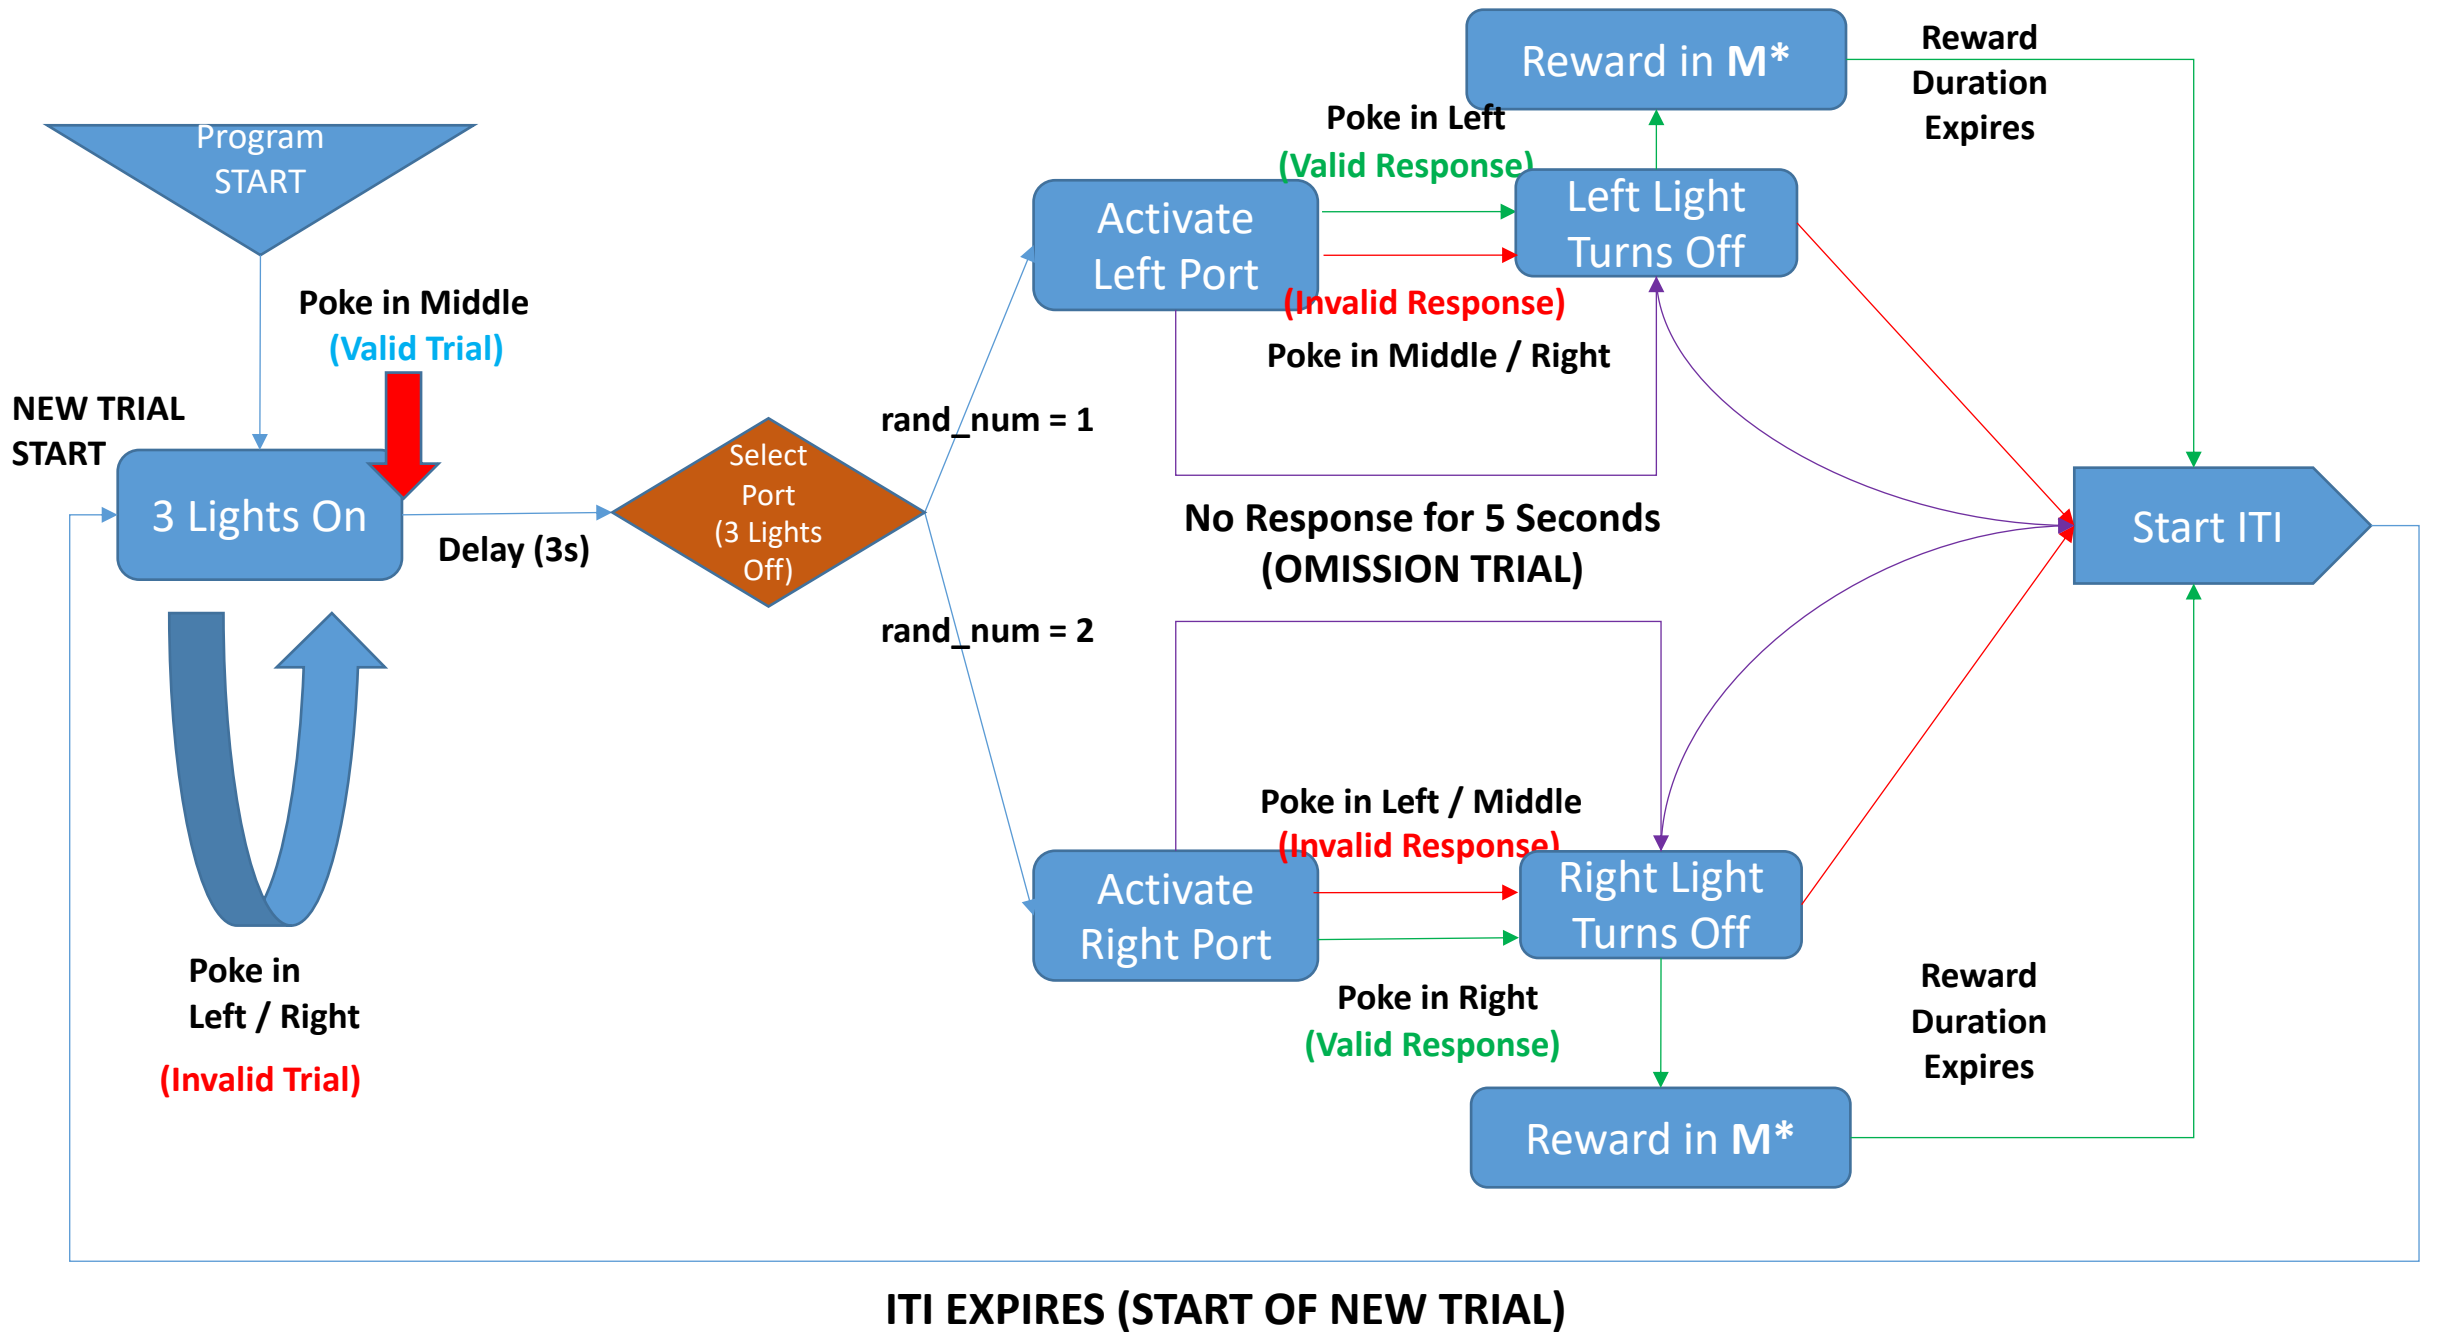 Program
START
Poke in Middle
(Valid Trial)
NEW TRIAL
START
3 Lights On
Delay (3s)
Poke in
Left / Right
(Invalid Trial)
Select
Port
(3 Lights
Off)
rand_num = 1
rand_num = 2
Activate
Left Port
Poke in Left
(Valid Response)
(Invalid Response)
Poke in Middle / Right
Left Light
Turns Off
Reward in M*
Reward
Duration
Expires
No Response for 5 Seconds
(OMISSION TRIAL)
Start ITI
Activate
Right Port
Poke in Left / Middle
(Invalid Response)
Poke in Right
(Valid Response)
Right Light
Turns Off
Reward in M*
Reward
Duration
Expires
ITI EXPIRES (START OF NEW TRIAL)